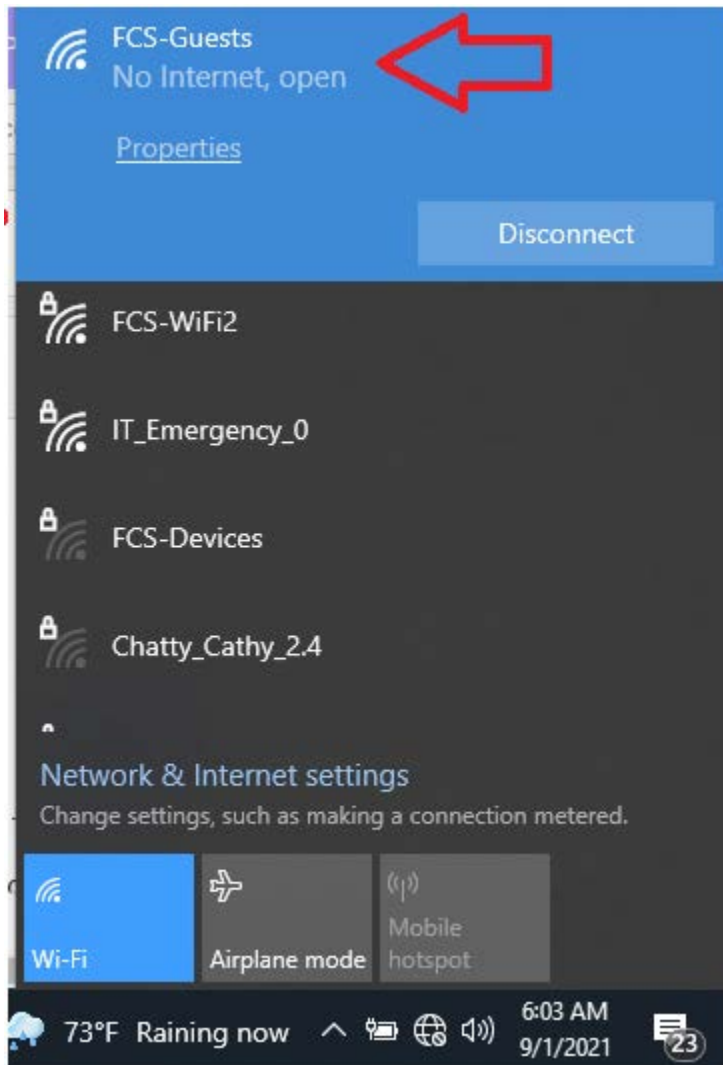 FCS-Guests
No Internet, open
Properties
Disconnect
FCS-WiFi2
IT_Emergency_0
FCS-Devices
Chatty_Cathy_2.4
Network & Internet settings
Change settings, such as making a connection metered.
Wi-Fi
Airplane mode
Mobile hotspot
73°F Raining now
6:03 AM
9/1/2021
23